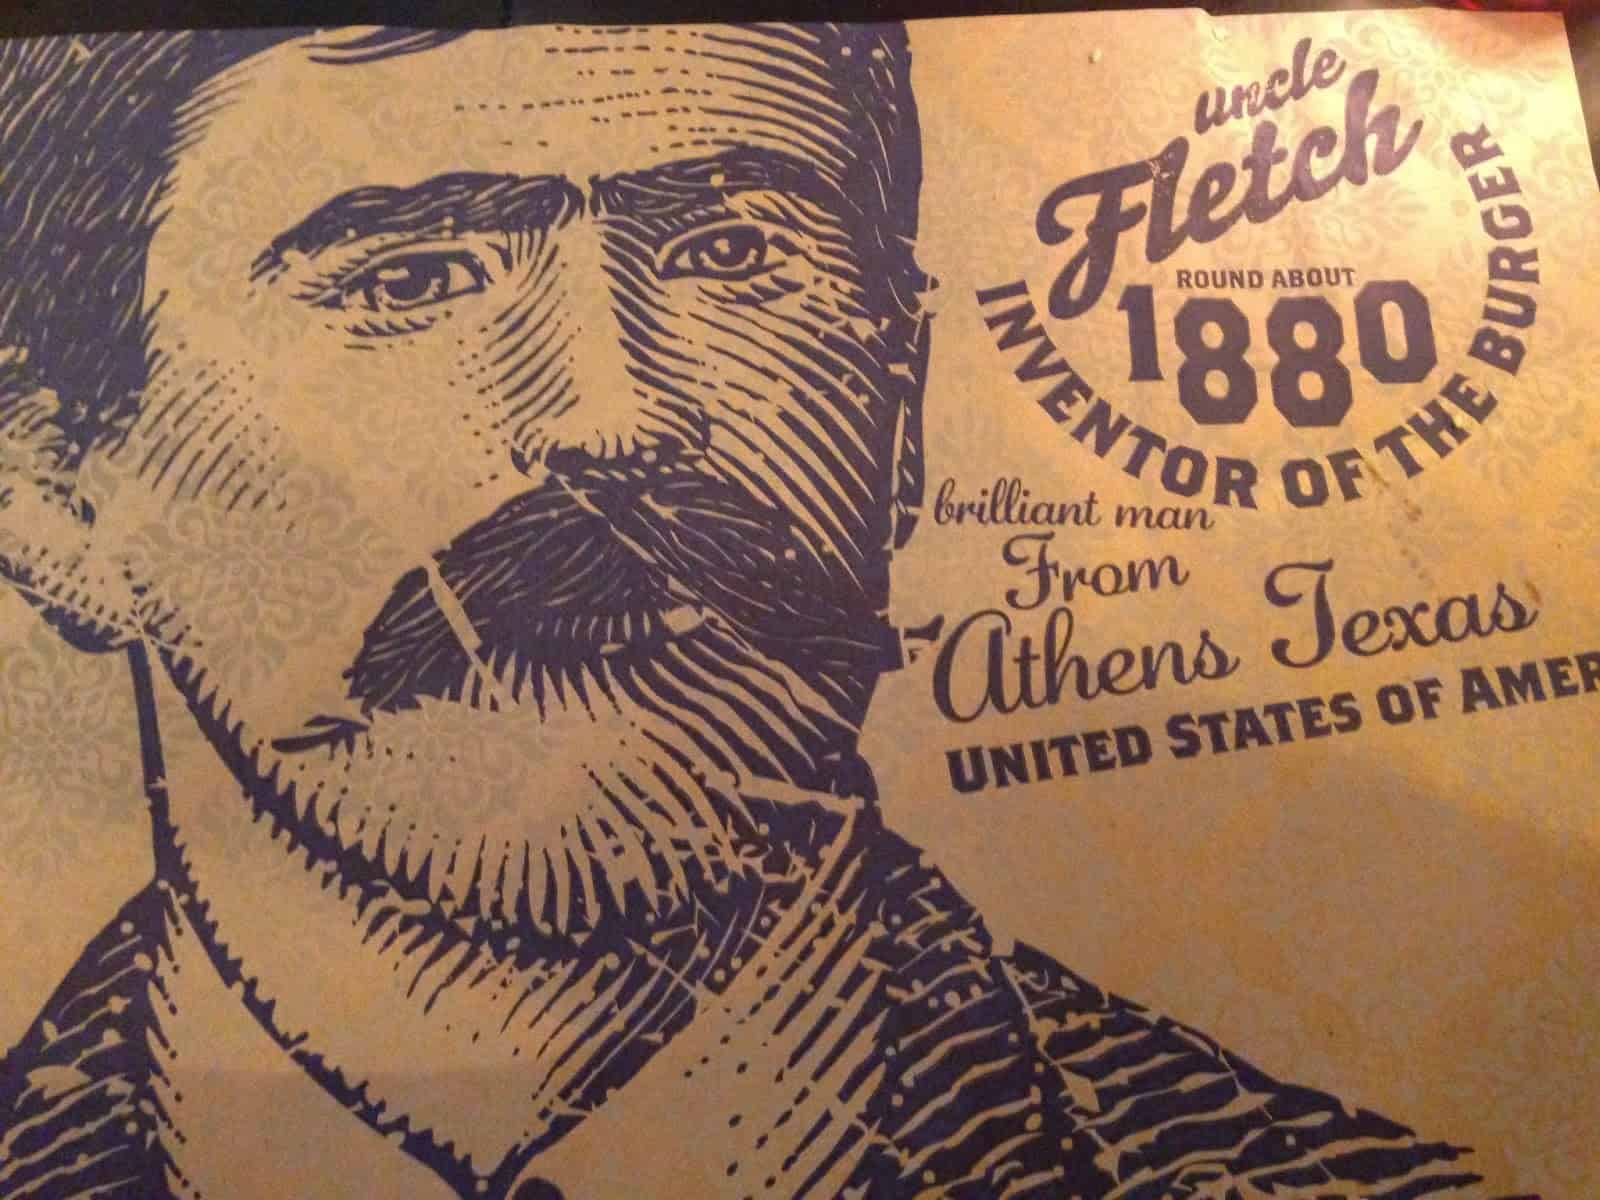 uncle
Fletch
ROUND ABOUT
1880
INVENTOR OF THE BURGER
brilliant man
From
Athens Texas
UNITED STATES OF AMER